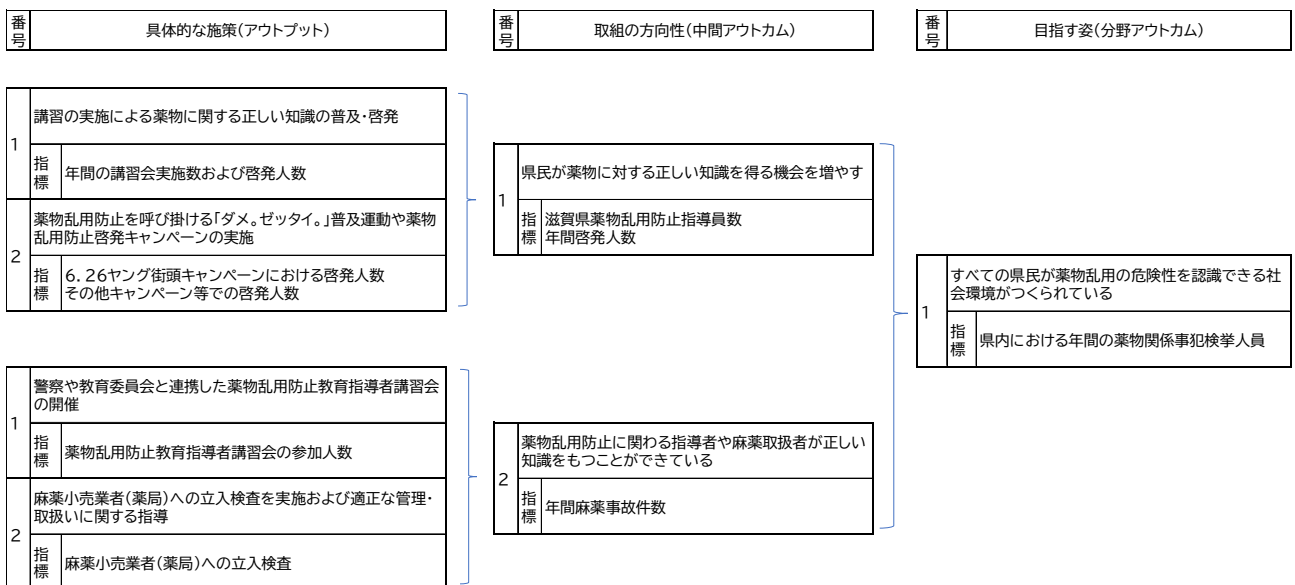 番号 具体的な施策(アウトプット)
番号 取組の方向性(中間アウトカム)
番号 目指す姿(分野アウトカム)
1 講習の実施による薬物に関する正しい知識の普及・啓発
指標 年間の講習会実施数および啓発人数
2 薬物乱用防止を呼び掛ける「ダメ。ゼッタイ。」普及運動や薬物
乱用防止啓発キャンペーンの実施
指標 6.26ヤング街頭キャンペーンにおける啓発人数
その他キャンペーン等での啓発人数
1 警察や教育委員会と連携した薬物乱用防止教育指導者講習会
の開催
指標 薬物乱用防止教育指導者講習会の参加人数
2 麻薬小売業者(薬局)への立入検査を実施および適正な管理・
取扱いに関する指導
指標 麻薬小売業者(薬局)への立入検査
1 県民が薬物に対する正しい知識を得る機会を増やす
指標 滋賀県薬物乱用防止指導員数
年間啓発人数
2 薬物乱用防止に関わる指導者や麻薬取扱者が正しい
知識をもつことができている
指標 年間麻薬事故件数
1 すべての県民が薬物乱用の危険性を認識できる社
会環境がつくられている
指標 県内における年間の薬物関係事犯検挙人員